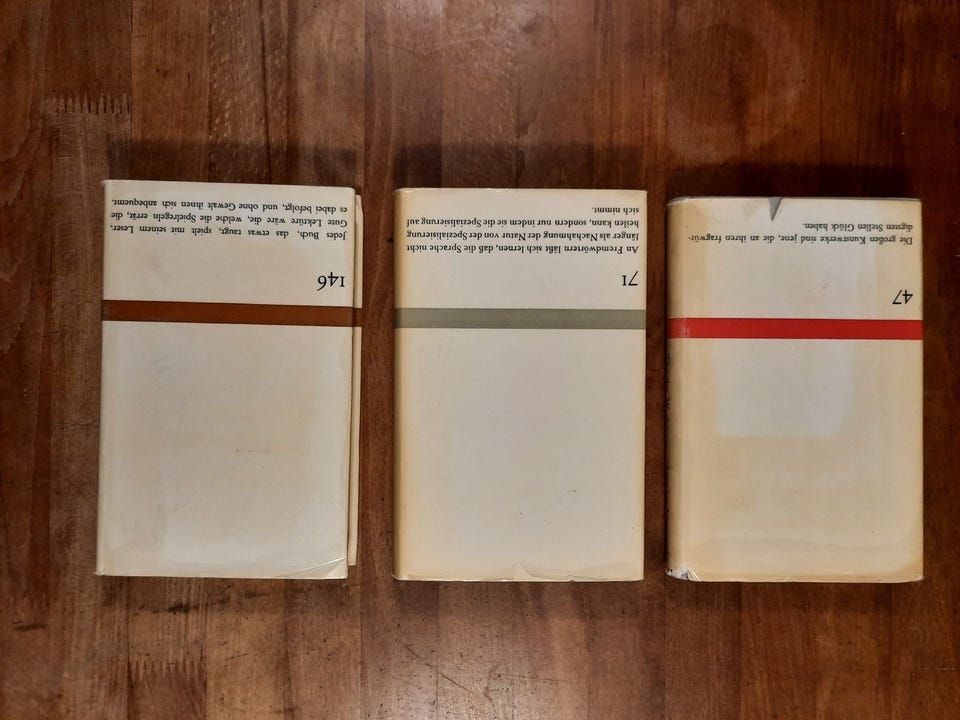 47
Die großen Kunstwerke sind jene, die an ihren fragwür-
digsten Stellen Glück haben.
71
An Fremdwörtern läßt sich lernen, daß die Sprache nicht
länger als Nachahmung der Natur von der Spezialisierung
heilen kann, sondern nur indem sie die Spezialisierung auf
sich nimmt.
146
Jedes Buch, das etwas taugt, spielt mit seinem Leser.
Gute Lektüre wäre die, welche die Spielregeln errät, die
es dabei befolgt, und ohne Gewalt ihnen sich anbequemt.